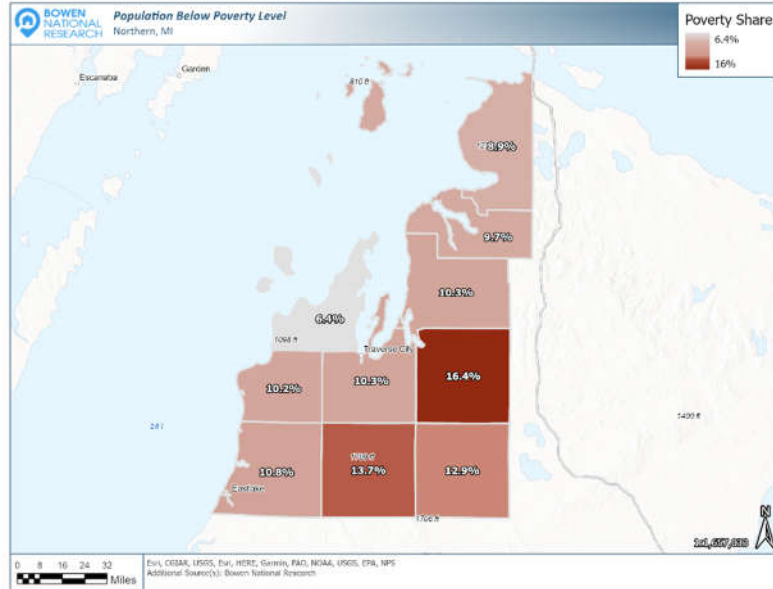 BOWEN
NATIONAL
RESEARCH
Population Below Poverty Level
Northern, MI
Poverty Share
6.4%
16%
Escanaba
Garden
810 ft
8.9%
9.7%
10.3%
6.4%
1098 ft
Traverse City
10.2%
10.3%
16.4%
1499 ft
10.8%
13.7%
12.9%
Eastlake
1706 ft
N
0 8 16 24 32
Miles
Esri, CGIAR, USGS, Esri, HERE, Garmin, FAO, NOAA, USGS, EPA, NPS
Additional Source(s): Bowen National Research